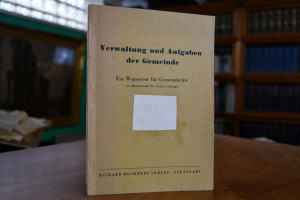 Verwaltung und Aufgaben
der Gemeinde
Ein Wegweiser für Gemeinderäte
RICHARD BOORBERG VERLAG · STUTTGART